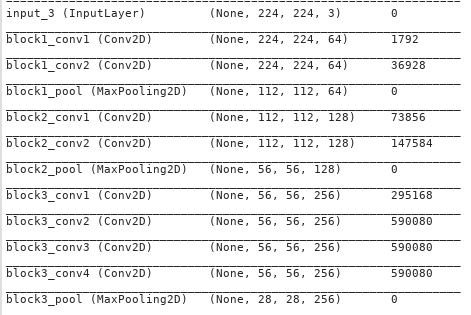 input_3 (InputLayer) (None, 224, 224, 3) 0
block1_conv1 (Conv2D) (None, 224, 224, 64) 1792
block1_conv2 (Conv2D) (None, 224, 224, 64) 36928
block1_pool (MaxPooling2D) (None, 112, 112, 64) 0
block2_conv1 (Conv2D) (None, 112, 112, 128) 73856
block2_conv2 (Conv2D) (None, 112, 112, 128) 147584
block2_pool (MaxPooling2D) (None, 56, 56, 128) 0
block3_conv1 (Conv2D) (None, 56, 56, 256) 295168
block3_conv2 (Conv2D) (None, 56, 56, 256) 590080
block3_conv3 (Conv2D) (None, 56, 56, 256) 590080
block3_conv4 (Conv2D) (None, 56, 56, 256) 590080
block3_pool (MaxPooling2D) (None, 28, 28, 256) 0